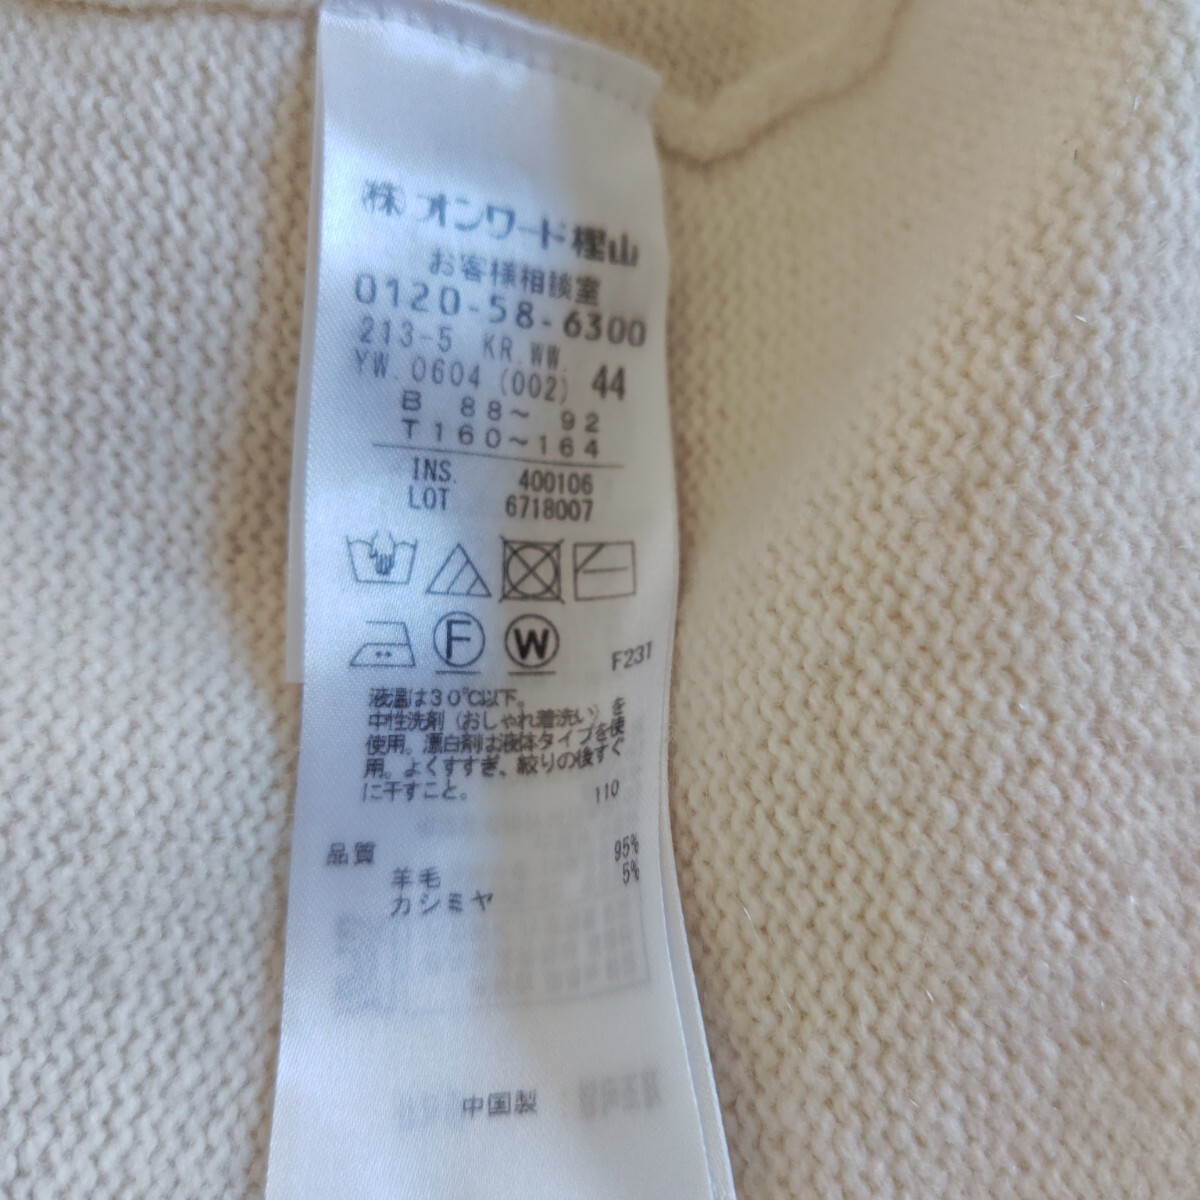 (株)オンワード樫山
お客様相談室
0120-58-6300
213-5 KR.WW.
YW.0604(002) 44
B 88～ 92
T160～164
INS. 400106
LOT 6718007
F
W
F23T
液温は30℃以下。
中性洗剤（おしゃれ着洗い）を
使用。漂白剤は液体タイプを使
用。よくすすぎ、絞りの後すぐ
に干すこと。
110
品質
羊毛 95%
カシミヤ 5%
中国製